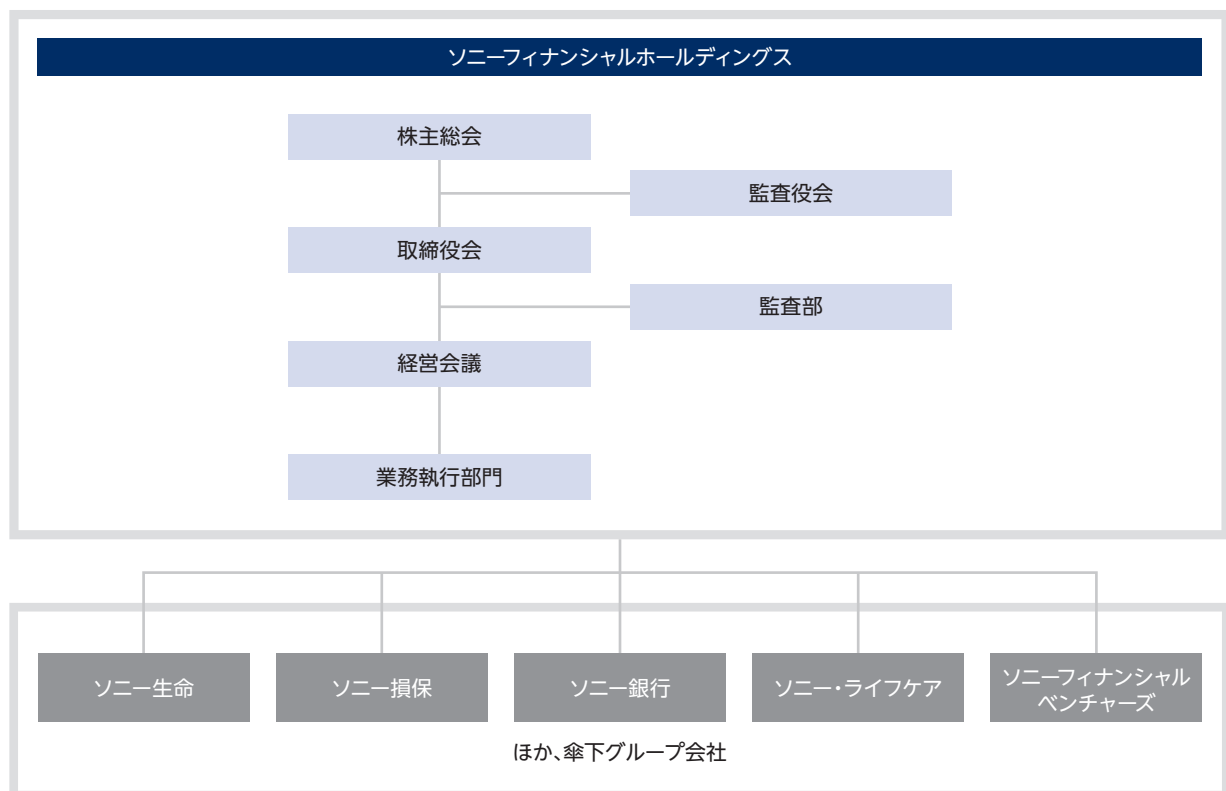 ソニーフィナンシャルホールディングス
株主総会
監査役会
取締役会
監査部
経営会議
業務執行部門
ソニー生命
ソニー損保
ソニー銀行
ソニー・ライフケア
ソニーフィナンシャル
ベンチャーズ
ほか、傘下グループ会社